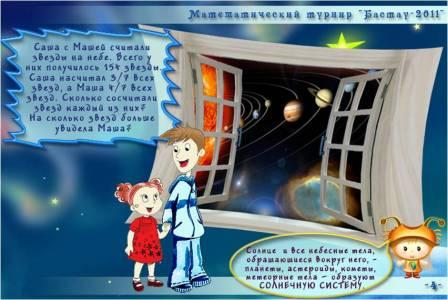 Математический турнир "Бастау-2011"
Саша с Машей считали
звезды на небе. Всего у
них получилось 154 звезды.
Саша насчитал 3/7 всех
звезд, а Маша 4/7 всех
звезд. Сколько сосчитали
звезд каждый из них?
На сколько звезд больше
увидела Маша?
Солнце и все небесные тела,
обращающиеся вокруг него, -
планеты, астероиды, кометы,
метеорные тела - образуют
СОЛНЕЧНУЮ СИСТЕМУ
-4-